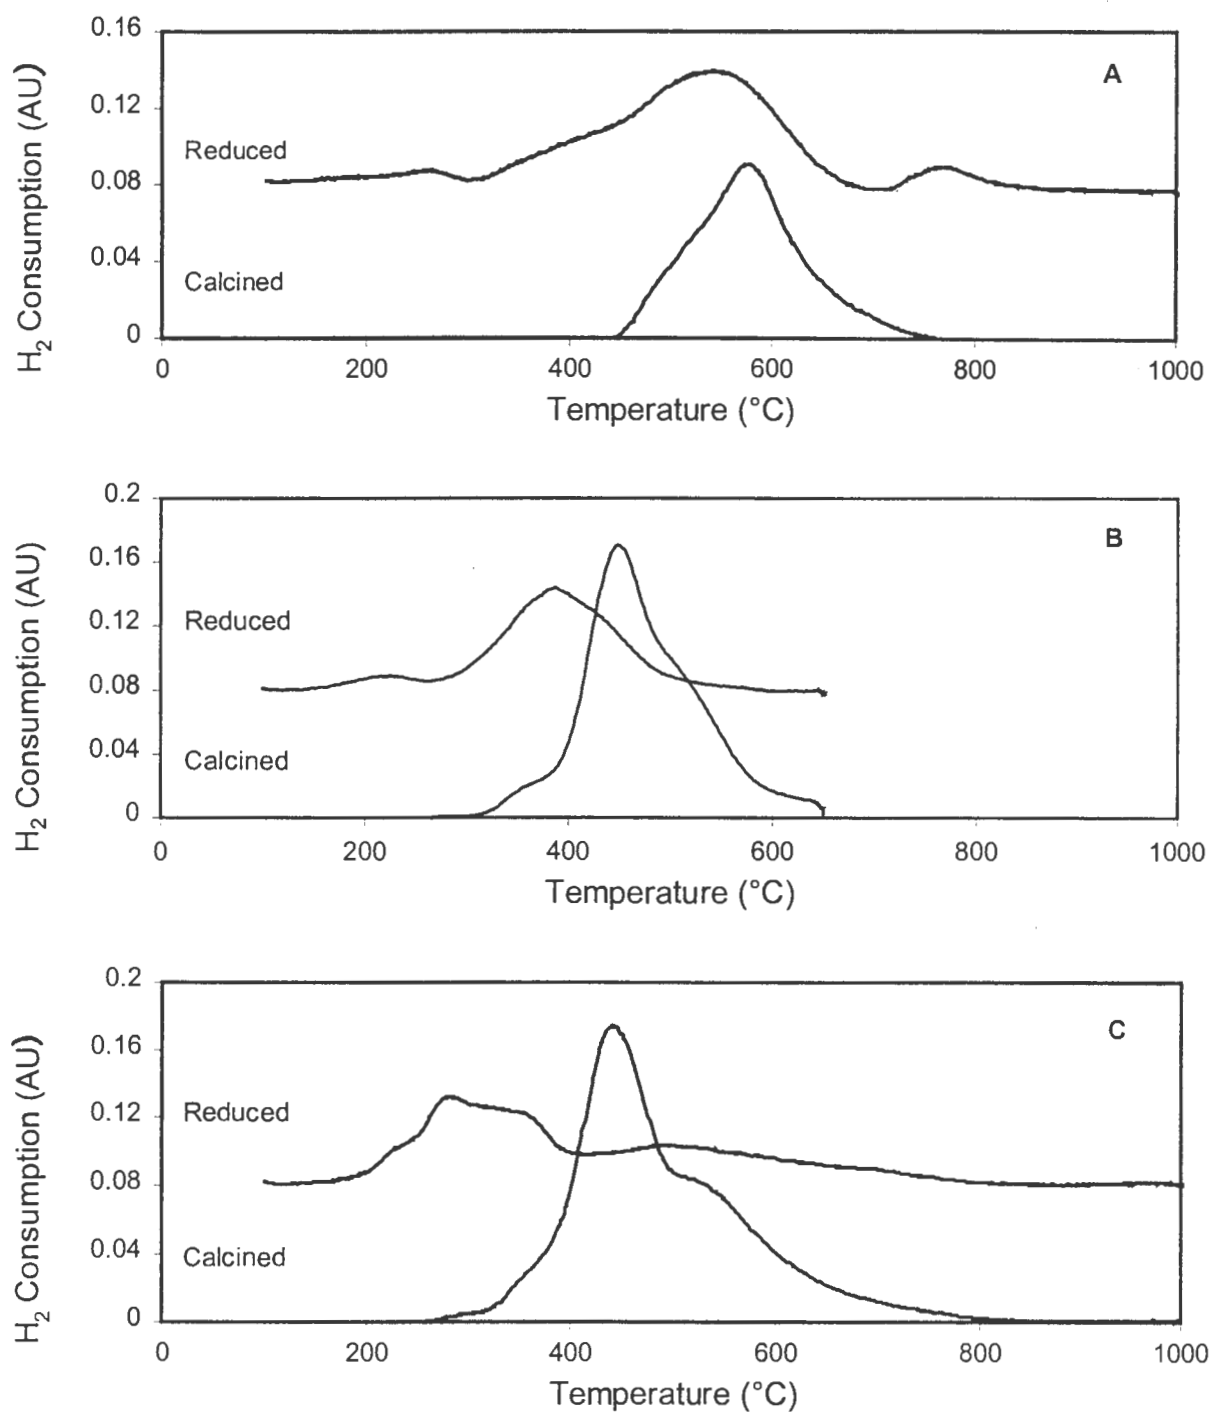 0.16
A
0.12
Reduced
0.08
0.04
Calcined
0
0 200 400 600 800 1000
H2 Consumption (AU)
Temperature (°C)
0.2
B
0.16
Reduced
0.12
0.08
Calcined
0.04
0
0 200 400 600 800 1000
H2 Consumption (AU)
Temperature (°C)
0.2
C
0.16
Reduced
0.12
0.08
Calcined
0.04
0
0 200 400 600 800 1000
H2 Consumption (AU)
Temperature (°C)